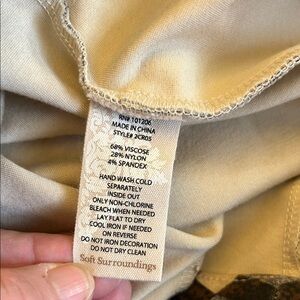 RN# 101206
MADE IN CHINA
STYLE# 2CR05
68% VISCOSE
28% NYLON
4% SPANDEX
HAND WASH COLD
SEPARATELY
INSIDE OUT
ONLY NON-CHLORINE
BLEACH WHEN NEEDED
LAY FLAT TO DRY
COOL IRON IF NEEDED
ON REVERSE
DO NOT IRON DECORATION
DO NOT DRY CLEAN
Soft Surroundings